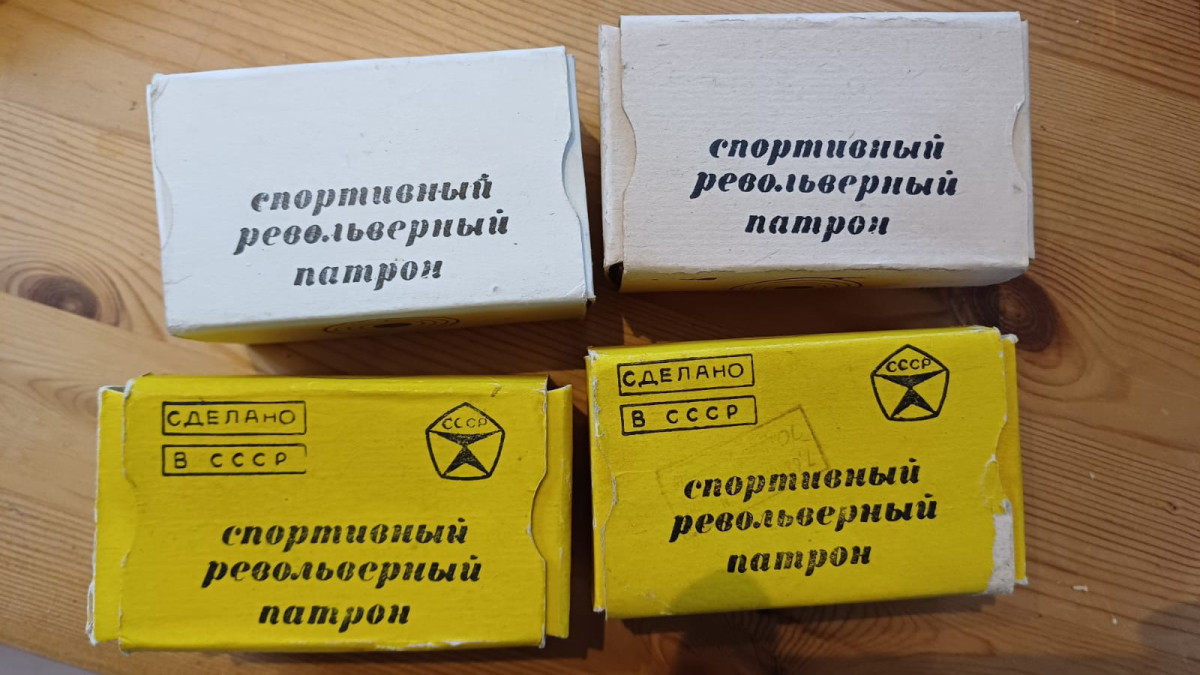 спортивный
револьверный
патрон
спортивный
револьверный
патрон
СДЕЛАНО
В СССР
СССР
спортивный
револьверный
патрон
СДЕЛАНО
В СССР
СССР
спортивный
револьверный
патрон